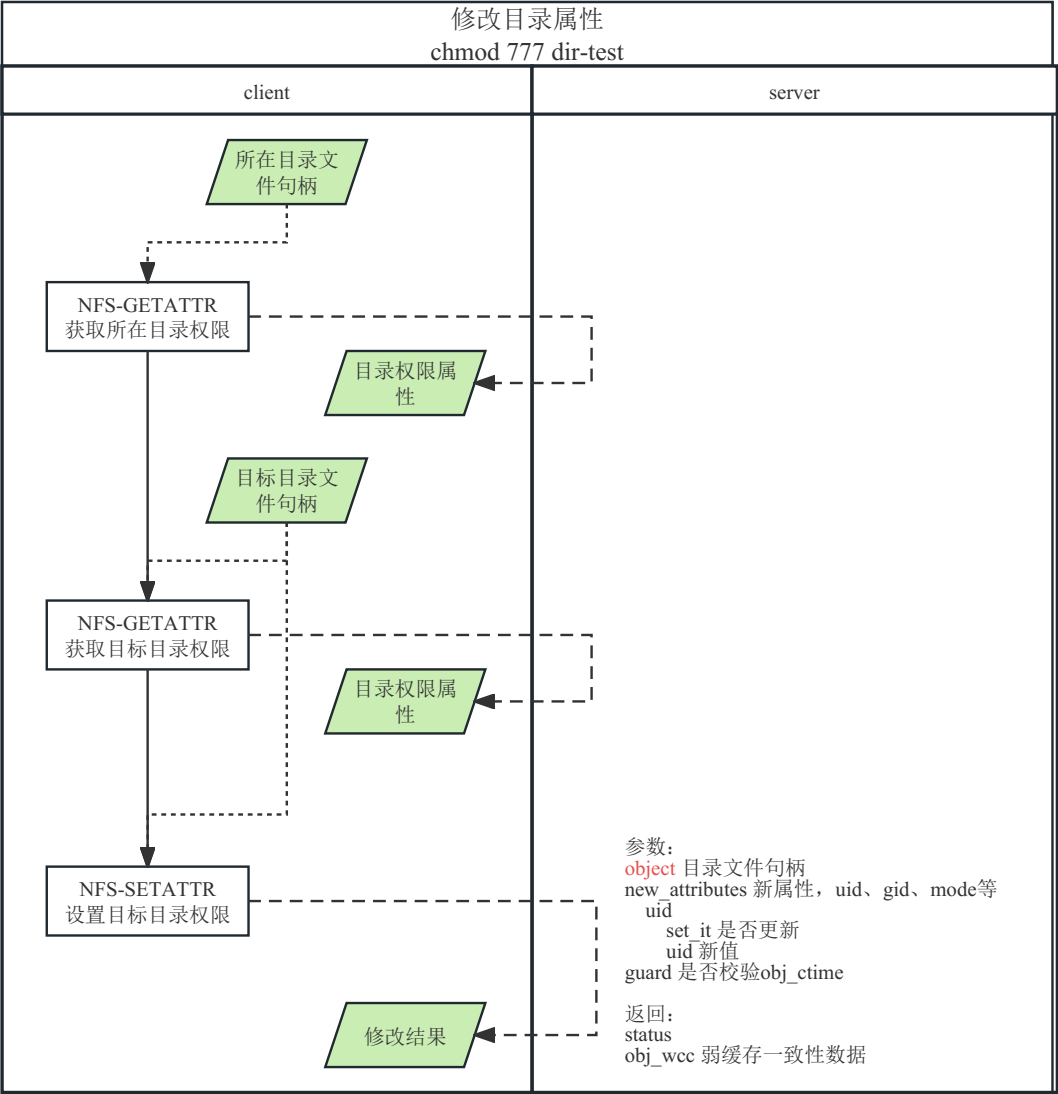 修改目录属性
chmod 777 dir-test
client
server
所在目录文
件句柄
NFS-GETATTR
获取所在目录权限
目录权限属
性
目标目录文
件句柄
NFS-GETATTR
获取目标目录权限
目录权限属
性
NFS-SETATTR
设置目标目录权限
修改结果
参数：
object 目录文件句柄
new_attributes 新属性，uid、gid、mode等
uid
set_it 是否更新
uid 新值
guard 是否校验obj_ctime
返回：
status
obj_wcc 弱缓存一致性数据